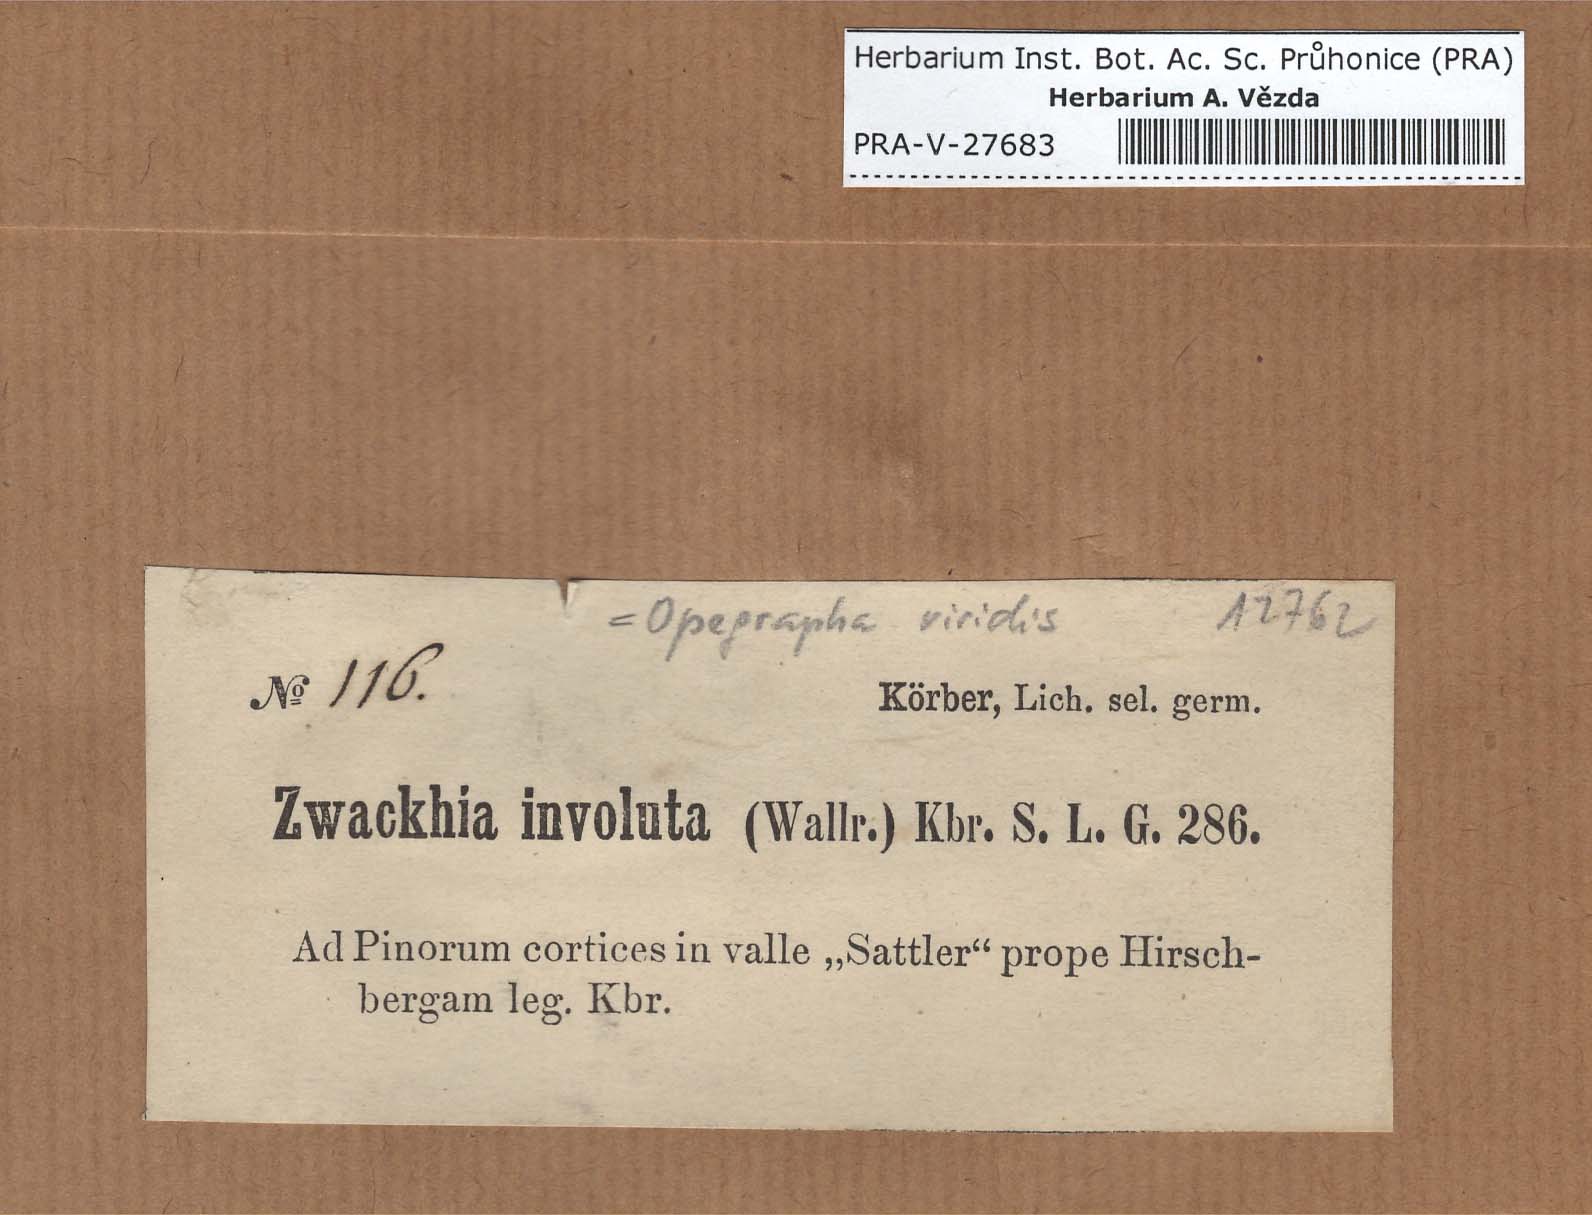 Herbarium Inst. Bot. Ac. Sc. Průhonice (PRA)
Herbarium A. Vězda
PRA-V-27683
=Opegrapha viridis 12762
№ 116.
Körber, Lich. sel. germ.
Zwackhia involuta (Wallr.) Kbr. S. L. G. 286.
Ad Pinorum cortices in valle „Sattler“ prope Hirsch-
bergam leg. Kbr.